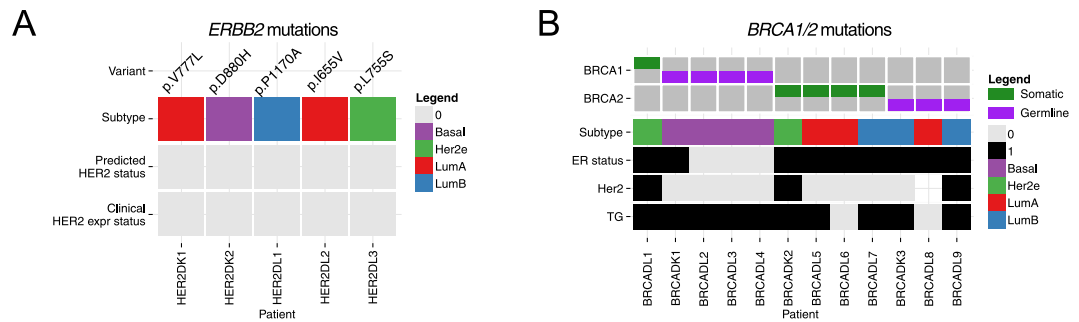 A
ERBB2 mutations
Variant
p.V777L
p.D880H
p.P1170A
p.I655V
p.L755S
Subtype
Predicted
HER2 status
Clinical
HER2 expr status
HER2DK1
HER2DK2
HER2DL1
HER2DL2
HER2DL3
Patient
Legend
0
Basal
Her2e
LumA
LumB
B
BRCA1/2 mutations
BRCA1
BRCA2
Subtype
ER status
Her2
TG
BRCADL1
BRCADK1
BRCADL2
BRCADL3
BRCADL4
BRCADK2
BRCADL5
BRCADL6
BRCADL7
BRCADK3
BRCADL8
BRCADL9
Patient
Legend
Somatic
Germline
0
1
Basal
Her2e
LumA
LumB